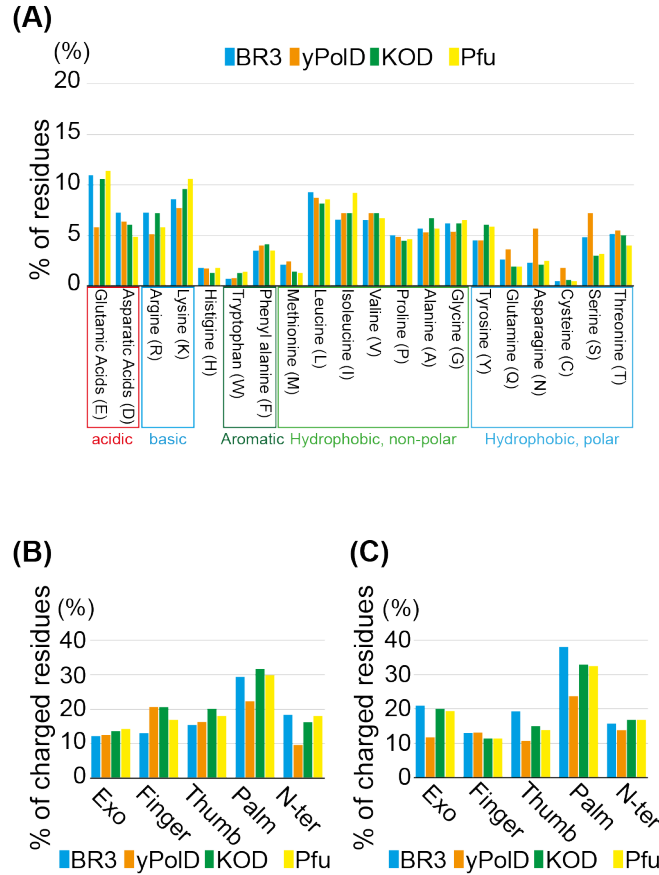 (A)
(%)
BR3 yPolD KOD Pfu
20
15
10
5
0
% of residues
Glutamic Acids (E)
Asparatic Acids (D)
Argine (R)
Lysine (K)
Histigine (H)
Tryptophan (W)
Phenyl alanine (F)
Methionine (M)
Leucine (L)
Isoleucine (I)
Valine (V)
Proline (P)
Alanine (A)
Glycine (G)
Tyrosine (Y)
Glutamine (Q)
Asparagine (N)
Cysteine (C)
Serine (S)
Threonine (T)
acidic basic Aromatic Hydrophobic, non-polar Hydrophobic, polar
(B)
(%)
% of charged residues
40
30
20
10
0
Exo
Finger
Thumb
Palm
N-ter
BR3 yPolD KOD Pfu
(C)
(%)
% of charged residues
40
30
20
10
0
Exo
Finger
Thumb
Palm
N-ter
BR3 yPolD KOD Pfu